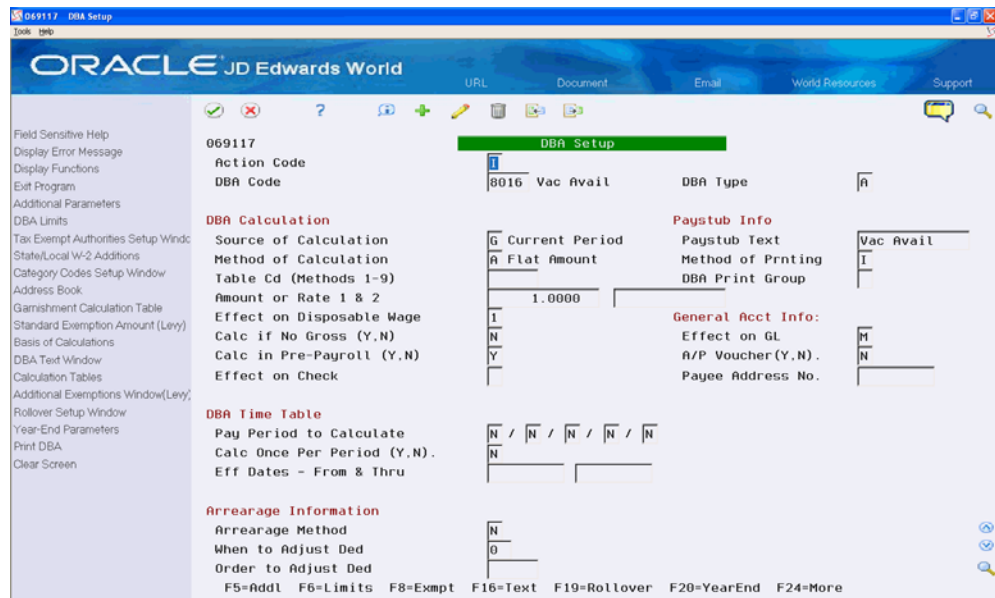 069117 DBA Setup
Tools Help
ORACLE JD Edwards World
URL Document Email World Resources Support
Field Sensitive Help
Display Error Message
Display Functions
Exit Program
Additional Parameters
DBA Limits
Tax Exempt Authorities Setup Windc
State/Local W-2 Additions
Category Codes Setup Window
Address Book
Garnishment Calculation Table
Standard Exemption Amount (Levy)
Basis of Calculations
DBA Text Window
Calculation Tables
Additional Exemptions Window(Levy)
Rollover Setup Window
Year-End Parameters
Print DBA
Clear Screen
069117 DBA Setup
Action Code I
DBA Code 8016 Vac Avail DBA Type A
DBA Calculation Paystub Info
Source of Calculation G Current Period Paystub Text Vac Avail
Method of Calculation A Flat Amount Method of Prnting I
Table Cd (Methods 1-9) DBA Print Group
Amount or Rate 1 & 2 1.0000
Effect on Disposable Wage 1 General Acct Info:
Calc if No Gross (Y,N) N Effect on GL M
Calc in Pre-Payroll (Y,N) Y A/P Voucher(Y,N). N
Effect on Check Payee Address No.
DBA Time Table
Pay Period to Calculate N / N / N / N / N
Calc Once Per Period (Y,N). N
Eff Dates - From & Thru
Arrearage Information
Arrearage Method N
When to Adjust Ded 0
Order to Adjust Ded
F5=Addl F6=Limits F8=Exmpt F16=Text F19=Rollover F20=YearEnd F24=More